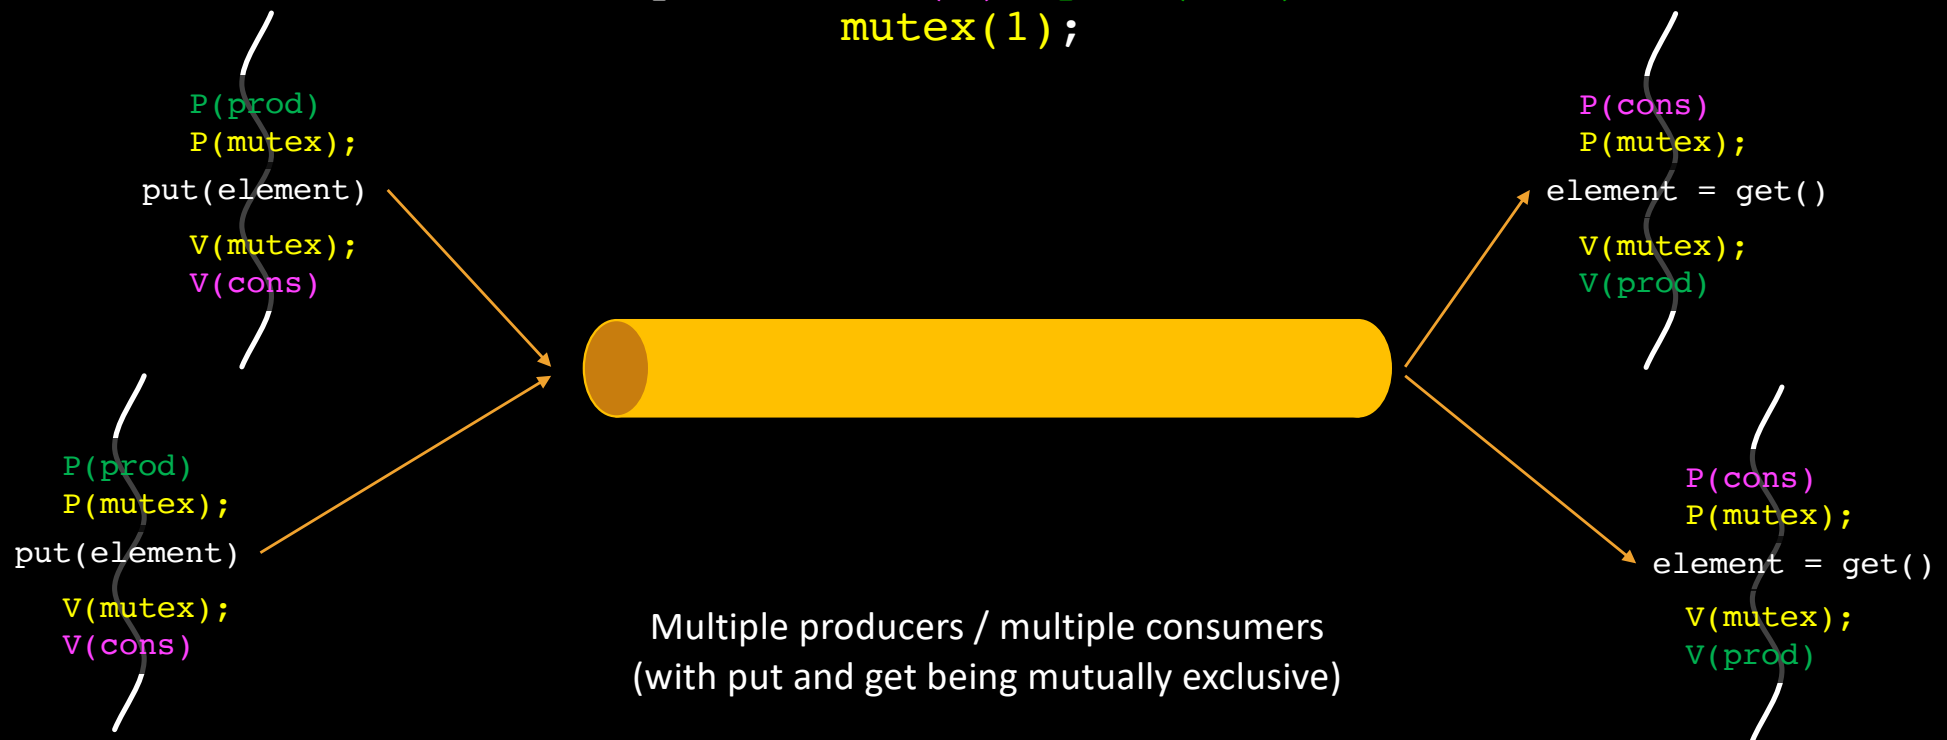 mutex(1);
P(prod)
P(mutex);
put(element)
V(mutex);
V(cons)
P(cons)
P(mutex);
element = get()
V(mutex);
V(prod)
P(prod)
P(mutex);
put(element)
V(mutex);
V(cons)
P(cons)
P(mutex);
element = get()
V(mutex);
V(prod)
Multiple producers / multiple consumers
(with put and get being mutually exclusive)